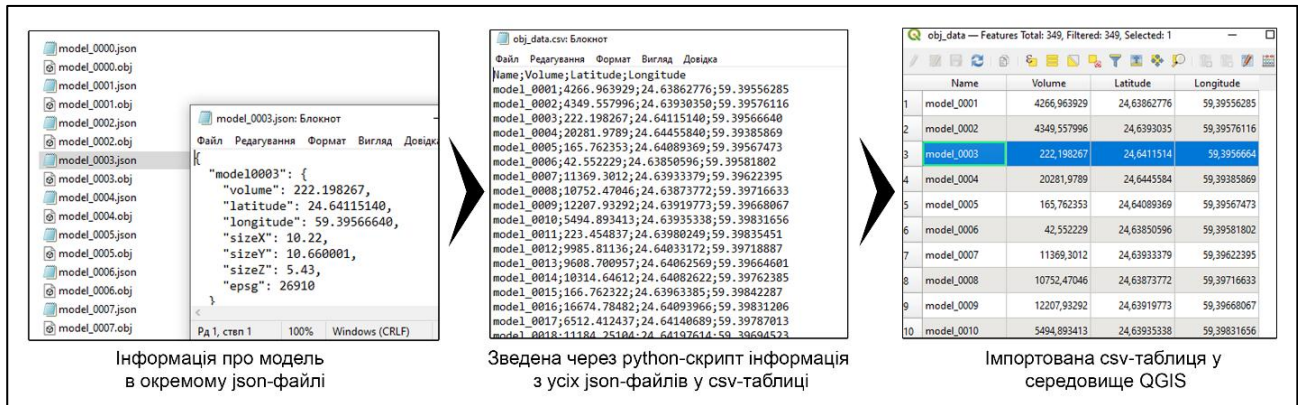 model_0000.json
model_0000.obj
model_0001.json
model_0001.obj
model_0002.json
model_0002.obj
model_0003.json
model_0003.obj
model_0004.json
model_0004.obj
model_0005.json
model_0005.obj
model_0006.json
model_0006.obj
model_0007.json
model_0007.obj
model_0003.json: Блокнот
Файл Редагування Формат Вигляд Довідка
{
"model0003": {
"volume": 222.198267,
"latitude": 24.64115140,
"longitude": 59.39566640,
"sizeX": 10.22,
"sizeY": 10.660001,
"sizeZ": 5.43,
"epsg": 26910
}
Рд 1, ствп 1 100% Windows (CRLF)
Інформація про модель
в окремому json-файлі
obj_data.csv: Блокнот
Файл Редагування Формат Вигляд Довідка
Name;Volume;Latitude;Longitude
model_0001;4266.963929;24.63862776;59.39556285
model_0002;4349.557996;24.63930350;59.39576116
model_0003;222.198267;24.64115140;59.39566640
model_0004;20281.9789;24.64455840;59.39385869
model_0005;165.762353;24.64089369;59.39567473
model_0006;42.552229;24.63850596;59.39581802
model_0007;11369.3012;24.63933379;59.39622395
model_0008;10752.47046;24.63873772;59.39716633
model_0009;12207.93292;24.63919773;59.39668067
model_0010;5494.893413;24.63935338;59.39831656
model_0011;223.454837;24.63980249;59.39835451
model_0012;9985.81136;24.64033172;59.39718887
model_0013;9608.700957;24.64062569;59.39664601
model_0014;10314.64612;24.64082622;59.39762385
model_0015;166.762322;24.63963385;59.39842287
model_0016;16674.78482;24.64093966;59.39831206
model_0017;6512.412437;24.64140689;59.39787013
model_0018;11184.25104;24.64197614;59.39694523
Зведена через python-скрипт інформація
з усіх json-файлів у csv-таблиці
obj_data — Features Total: 349, Filtered: 349, Selected: 1
Name Volume Latitude Longitude
1 model_0001 4266,963929 24,63862776 59,39556285
2 model_0002 4349,557996 24,6393035 59,39576116
3 model_0003 222,198267 24,6411514 59,3956664
4 model_0004 20281,9789 24,6445584 59,39385869
5 model_0005 165,762353 24,64089369 59,39567473
6 model_0006 42,552229 24,63850596 59,39581802
7 model_0007 11369,3012 24,63933379 59,39622395
8 model_0008 10752,47046 24,63873772 59,39716633
9 model_0009 12207,93292 24,63919773 59,39668067
10 model_0010 5494,893413 24,63935338 59,39831656
Імпортована csv-таблиця у
середовище QGIS